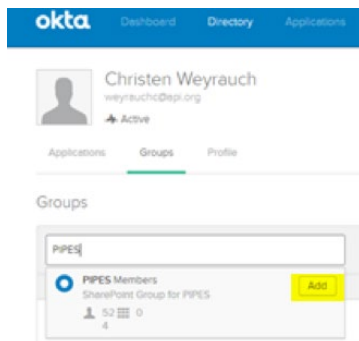 okta Dashboard Directory Applications
Christen Weyrauch
weyrauchc@api.org
Active
Applications Groups Profile
Groups
PIPES
PIPES Members Add
SharePoint Group for PIPES
52 0
4